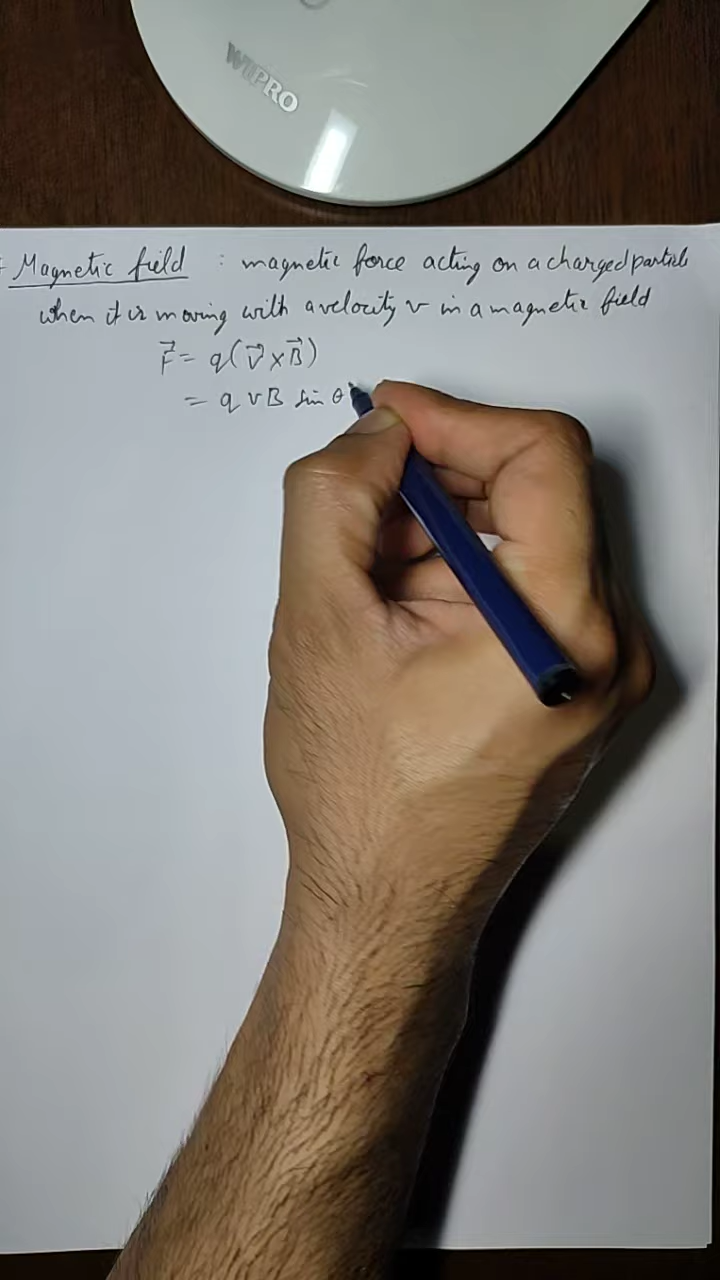 WIPRO
Magnetic field : magnetic force acting on a charged particle
when it is moving with a velocity v in a magnetic field
F⃗ = q(V⃗ × B⃗)
= q v B sin θ